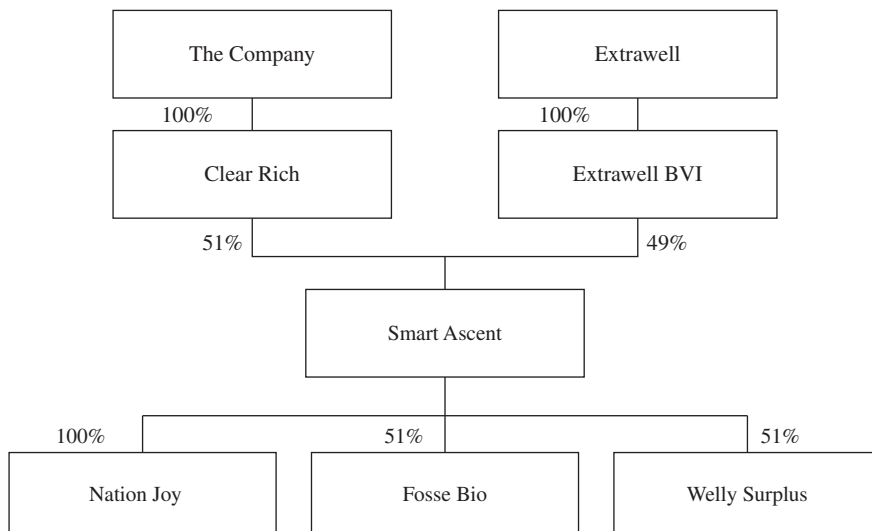 The Company
Extrawell
100%
100%
Clear Rich
Extrawell BVI
51%
49%
Smart Ascent
100%
51%
51%
Nation Joy
Fosse Bio
Welly Surplus